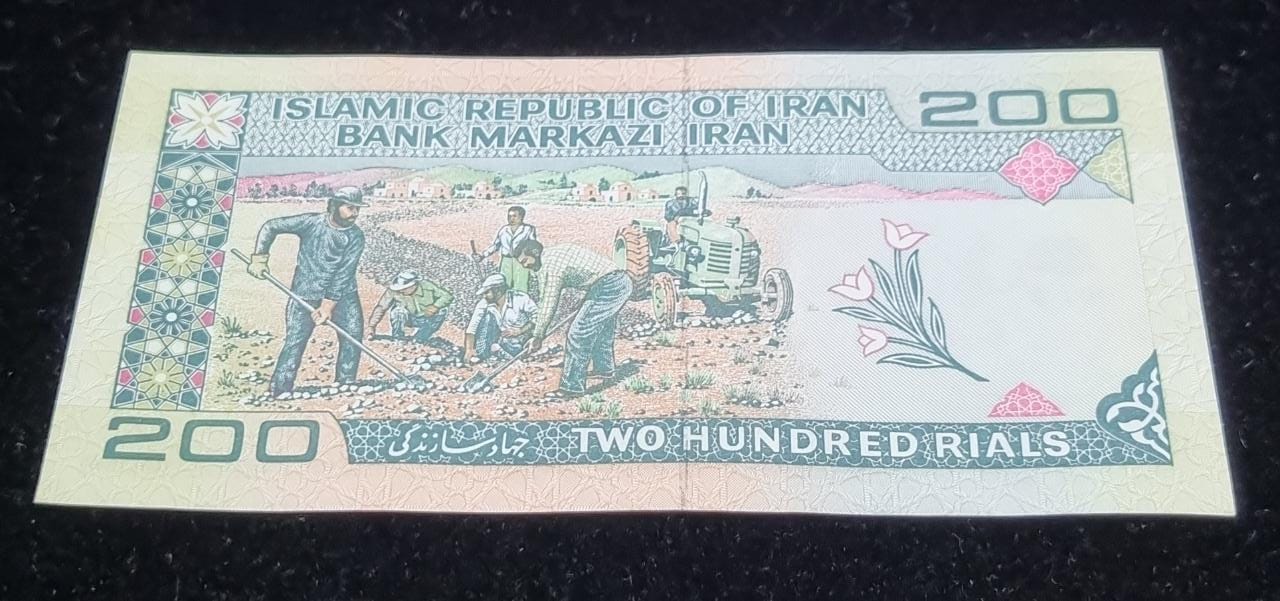 ISLAMIC REPUBLIC OF IRAN
200
BANK MARKAZI IRAN
200
جهاد سازندگی
TWO HUNDRED RIALS